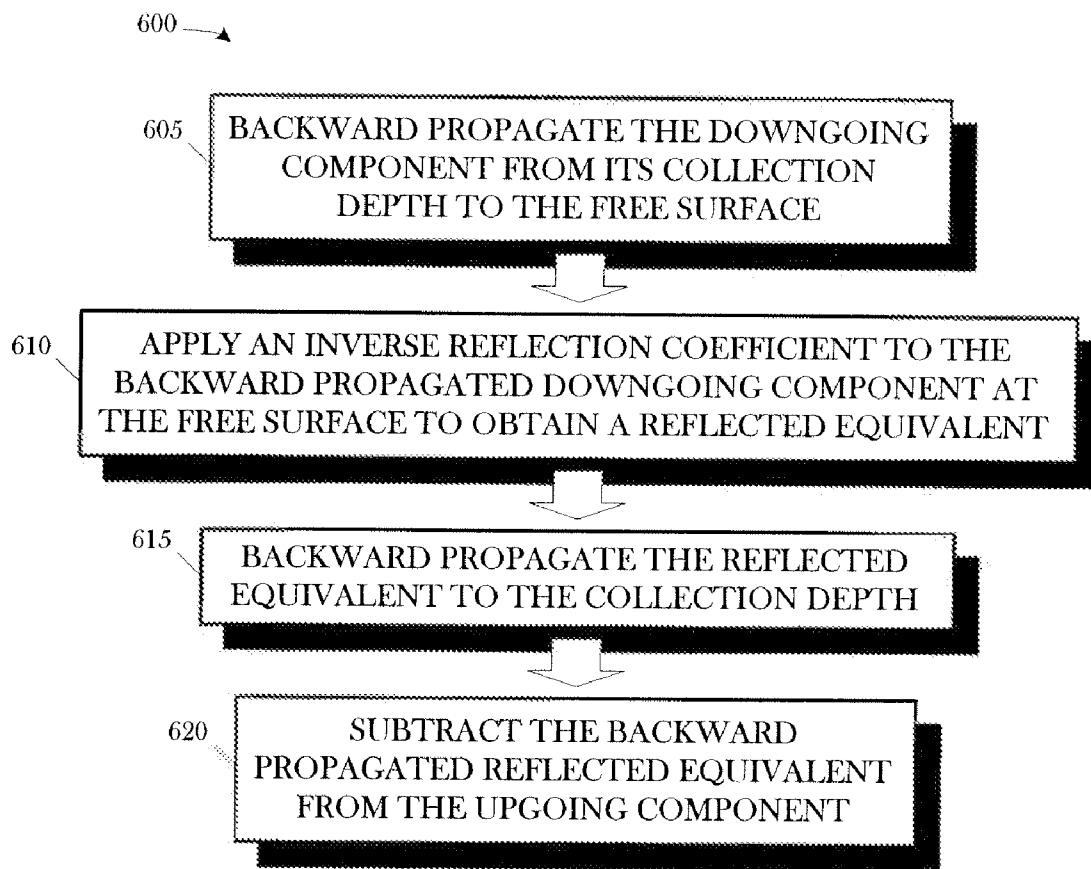 600
605
BACKWARD PROPAGATE THE DOWNGOING
COMPONENT FROM ITS COLLECTION
DEPTH TO THE FREE SURFACE
610
APPLY AN INVERSE REFLECTION COEFFICIENT TO THE
BACKWARD PROPAGATED DOWNGOING COMPONENT AT
THE FREE SURFACE TO OBTAIN A REFLECTED EQUIVALENT
615
BACKWARD PROPAGATE THE REFLECTED
EQUIVALENT TO THE COLLECTION DEPTH
620
SUBTRACT THE BACKWARD
PROPAGATED REFLECTED EQUIVALENT
FROM THE UPGOING COMPONENT